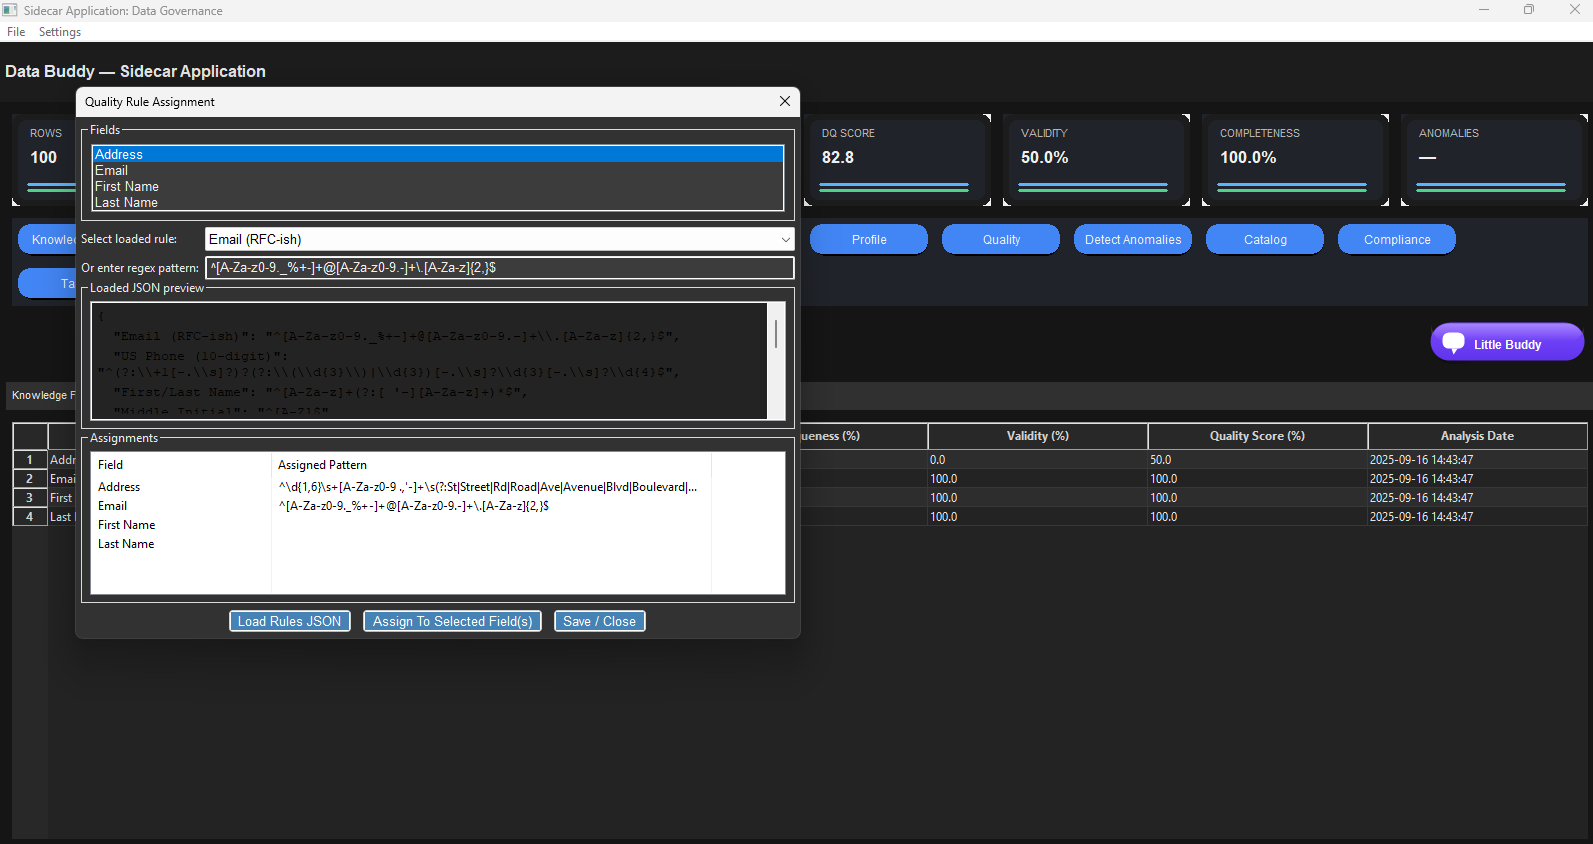 Sidecar Application: Data Governance
File Settings
Data Buddy — Sidecar Application
Quality Rule Assignment
ROWS
100
DQ SCORE
82.8
VALIDITY
50.0%
COMPLETENESS
100.0%
ANOMALIES
—
Fields
Address
Email
First Name
Last Name
Select loaded rule: Email (RFC-ish)
Or enter regex pattern: ^[A-Za-z0-9._%+-]+@[A-Za-z0-9.-]+\.[A-Za-z]{2,}$
Loaded JSON preview
{
"Email (RFC-ish)": "^[A-Za-z0-9._%+-]+@[A-Za-z0-9.-]+\\.[A-Za-z]{2,}$",
"US Phone (10-digit)":
"^(?:\\+1[-.\\s]?)?(?:\\(\\d{3}\\)|\\d{3})[-.\\s]?\\d{3}[-.\\s]?\\d{4}$",
"First/Last Name": "^[A-Za-z]+(?:[ '-][A-Za-z]+)*$",
"Middle Initial": "^[A-Z]$"
Assignments
Field Assigned Pattern
Address ^\d{1,6}\s+[A-Za-z0-9 .,'-]+\s(?:St|Street|Rd|Road|Ave|Avenue|Blvd|Boulevard|...
Email ^[A-Za-z0-9._%+-]+@[A-Za-z0-9.-]+\.[A-Za-z]{2,}$
First Name
Last Name
Load Rules JSON Assign To Selected Field(s) Save / Close
Knowle
Profile Quality Detect Anomalies Catalog Compliance
Ta
Little Buddy
Knowledge F
ueness (%) Validity (%) Quality Score (%) Analysis Date
1 Addr 0.0 50.0 2025-09-16 14:43:47
2 Emai 100.0 100.0 2025-09-16 14:43:47
3 First 100.0 100.0 2025-09-16 14:43:47
4 Last 100.0 100.0 2025-09-16 14:43:47